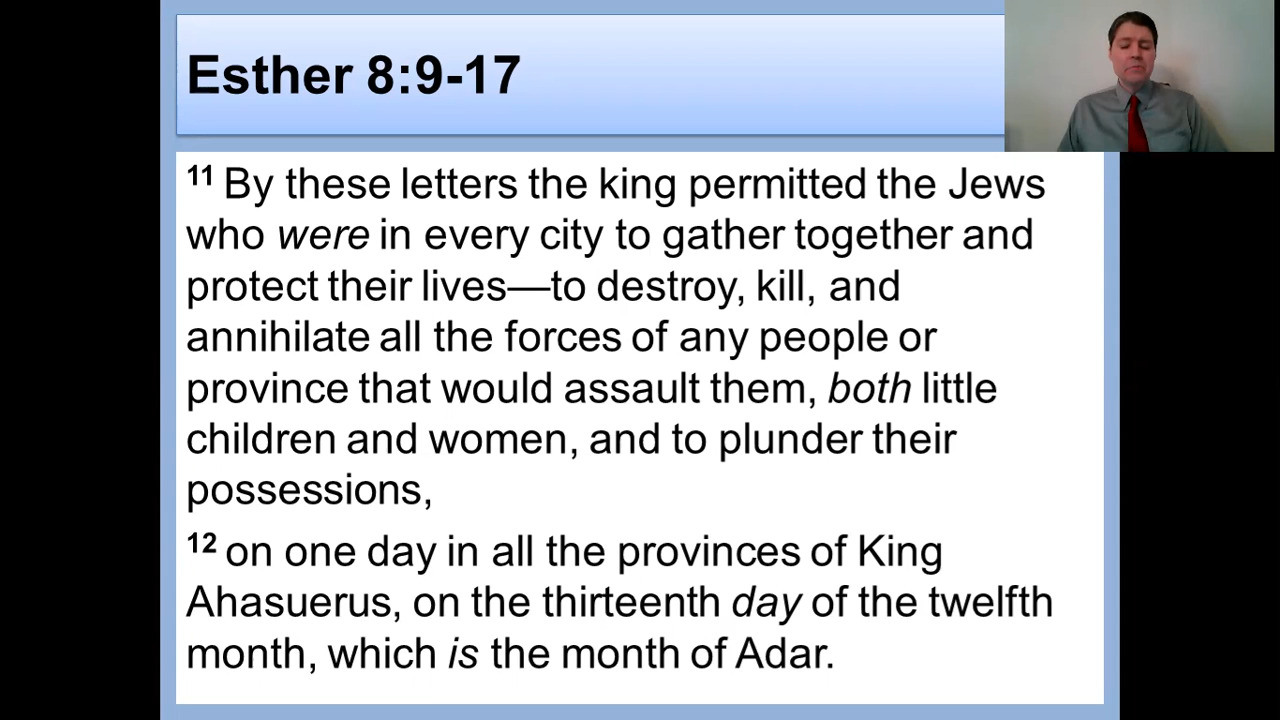 Esther 8:9-17
11 By these letters the king permitted the Jews
who were in every city to gather together and
protect their lives—to destroy, kill, and
annihilate all the forces of any people or
province that would assault them, both little
children and women, and to plunder their
possessions,
12 on one day in all the provinces of King
Ahasuerus, on the thirteenth day of the twelfth
month, which is the month of Adar.